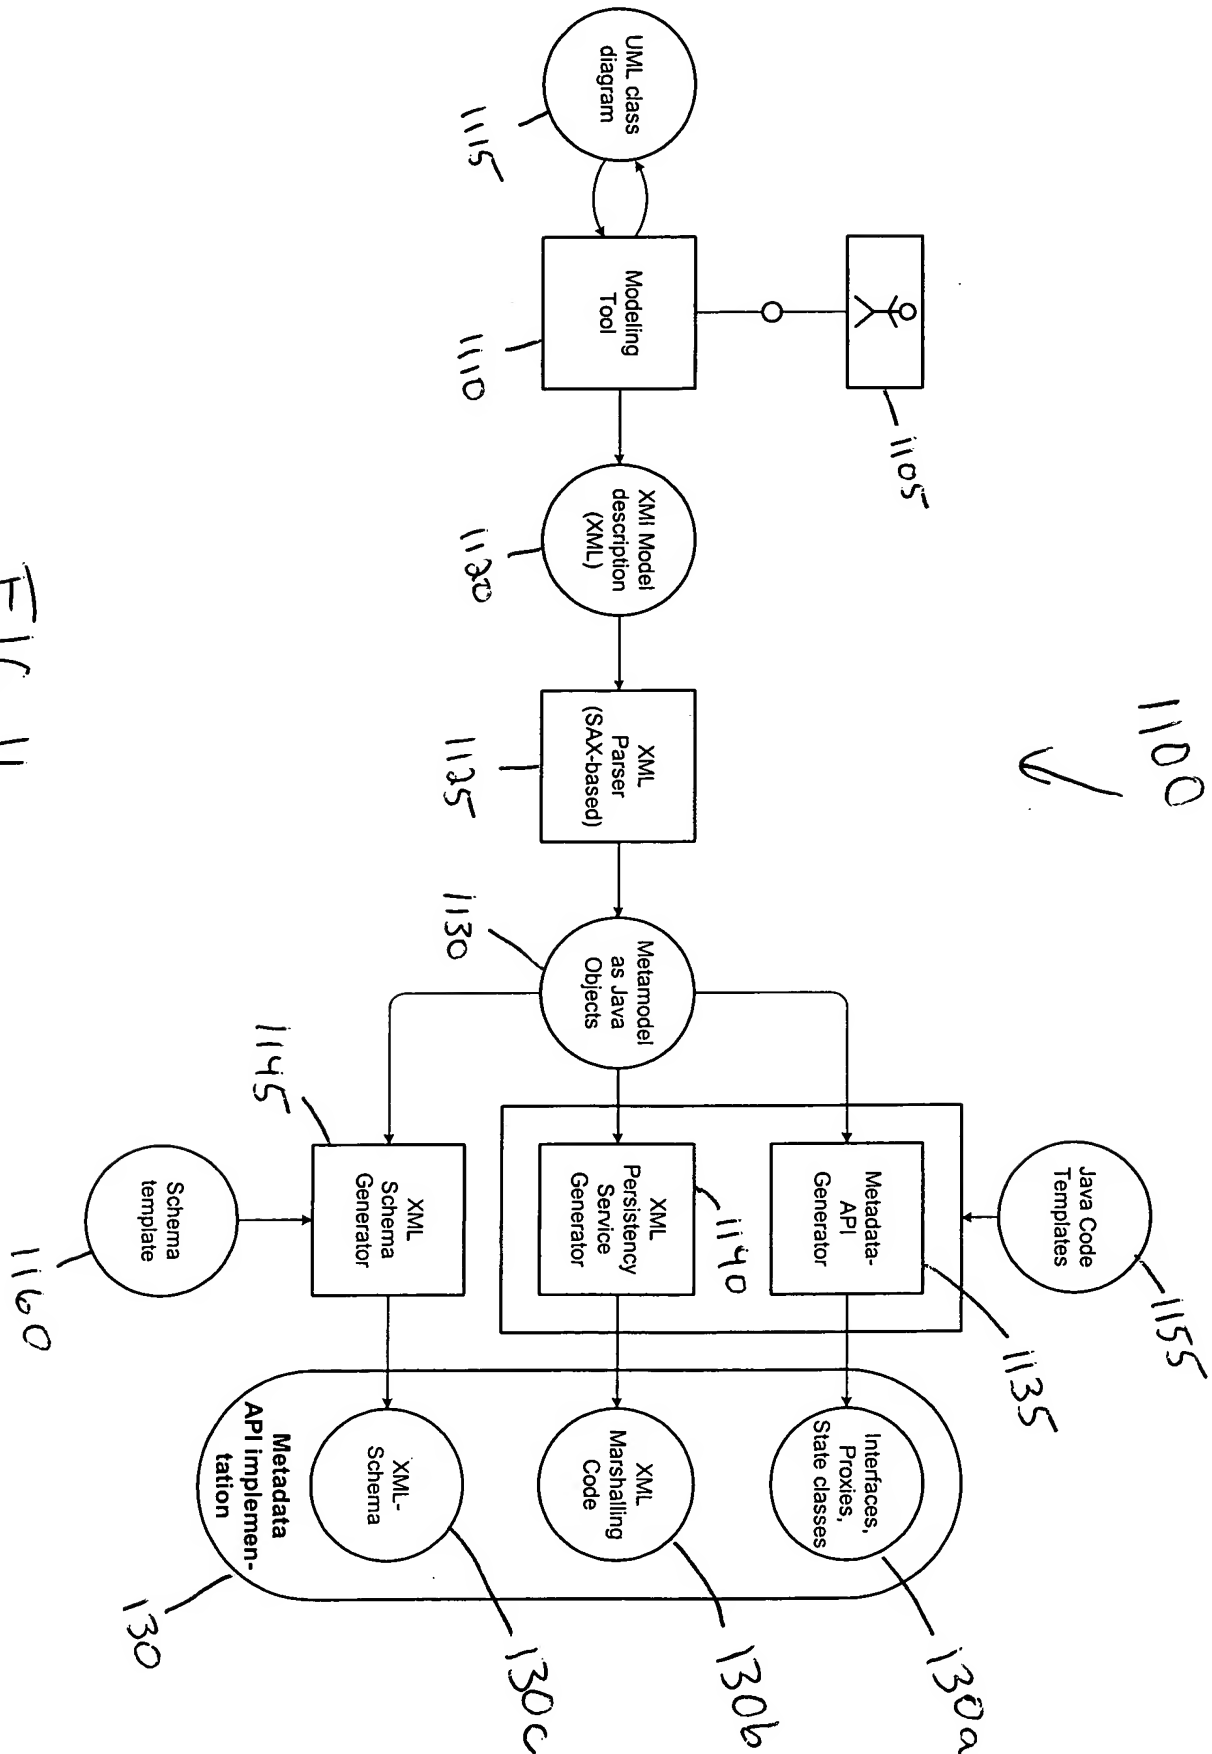 1100
1105
UML class
diagram
1115
Modeling
Tool
1110
XMI Model
description
(XML)
1120
XML
Parser
(SAX-based)
1125
Metamodel
as Java
Objects
1130
Java Code
Templates
1155
Metadata-
API
Generator
1135
XML
Persistency
Service
Generator
1140
XML
Schema
Generator
1145
Schema
template
1160
Interfaces,
Proxies,
State classes
130a
XML
Marshalling
Code
130b
XML-
Schema
130c
Metadata
API implemen-
tation
130
FIG 11